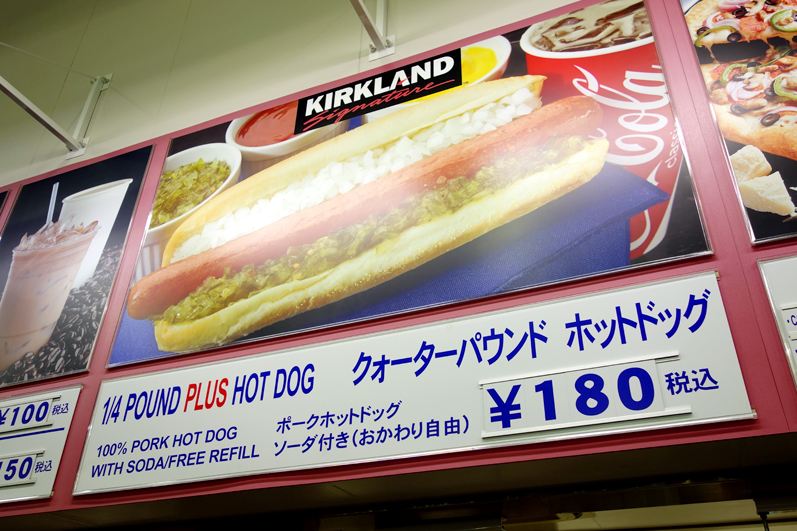 KIRKLAND
Signature
Coca-Cola
classic
1/4 POUND PLUS HOT DOG
クォーターパウンド ホットドッグ
100% PORK HOT DOG
WITH SODA/FREE REFILL
ポークホットドッグ
ソーダ付き(おかわり自由)
¥180 税込
¥100 税込
150 税込